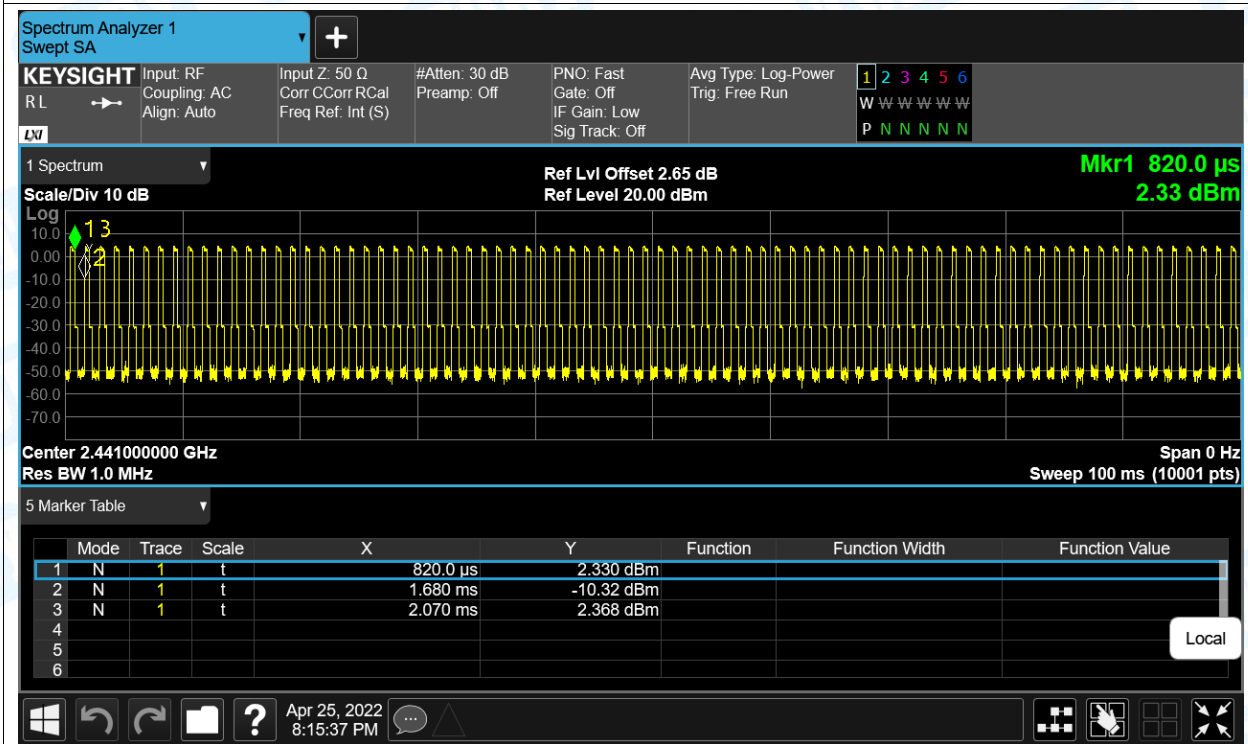 Spectrum Analyzer 1
Swept SA
KEYSIGHT Input: RF Input Z: 50 Ω #Atten: 30 dB PNO: Fast Avg Type: Log-Power 1 2 3 4 5 6
R L Coupling: AC Corr CCorr RCal Preamp: Off Gate: Off Trig: Free Run W W W W W W
Align: Auto Freq Ref: Int (S) IF Gain: Low
LXI Sig Track: Off P N N N N N
1 Spectrum Ref Lvl Offset 2.65 dB Mkr1 820.0 µs
Scale/Div 10 dB Ref Level 20.00 dBm 2.33 dBm
Log
10.0 1 3
0.00 2
-10.0
-20.0
-30.0
-40.0
-50.0
-60.0
-70.0
Center 2.441000000 GHz Span 0 Hz
Res BW 1.0 MHz Sweep 100 ms (10001 pts)
5 Marker Table
Mode Trace Scale X Y Function Function Width Function Value
1 N 1 t 820.0 µs 2.330 dBm
2 N 1 t 1.680 ms -10.32 dBm
3 N 1 t 2.070 ms 2.368 dBm
4
5
6
Local
? Apr 25, 2022
8:15:37 PM